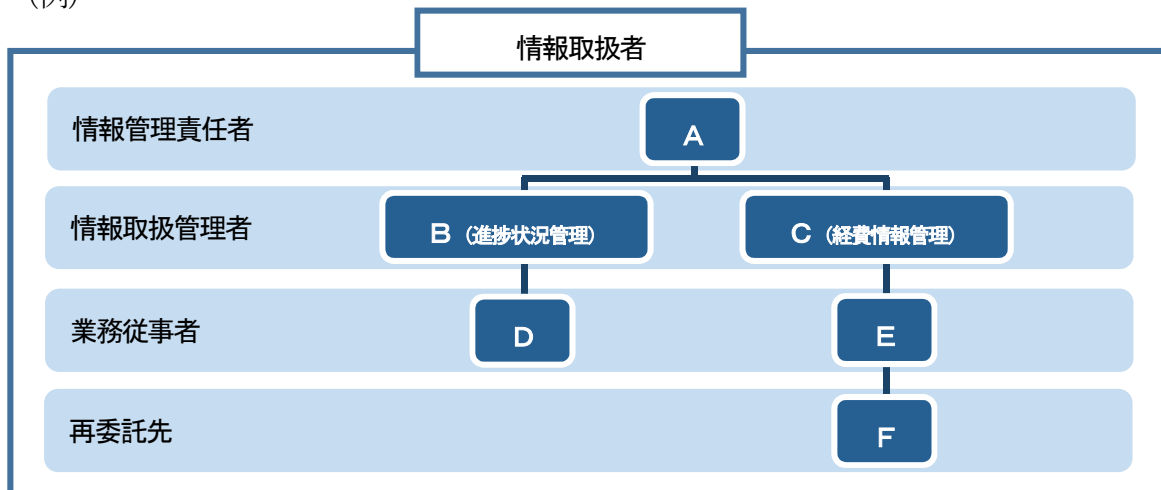 （例）
情報取扱者
情報管理責任者
Ａ
情報取扱管理者
Ｂ（進捗状況管理）
Ｃ（経費情報管理）
業務従事者
Ｄ
Ｅ
再委託先
Ｆ